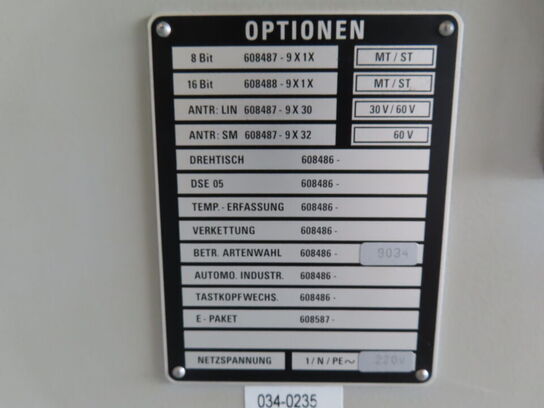 OPTIONEN
8 Bit 608487 - 9 X 1 X MT / ST
16 Bit 608488 - 9 X 1 X MT / ST
ANTR: LIN 608487 - 9 X 30 30 V / 60 V
ANTR: SM 608487 - 9 X 32 60 V
DREHTISCH 608486 -
DSE 05 608486 -
TEMP. - ERFASSUNG 608486 -
VERKETTUNG 608486 -
BETR. ARTENWAHL 608486 - 9034
AUTOMO. INDUSTR. 608486 -
TASTKOPFWECHS. 608486 -
E - PAKET 608587 -
NETZSPANNUNG 1 / N / PE ~ 220V
034-0235